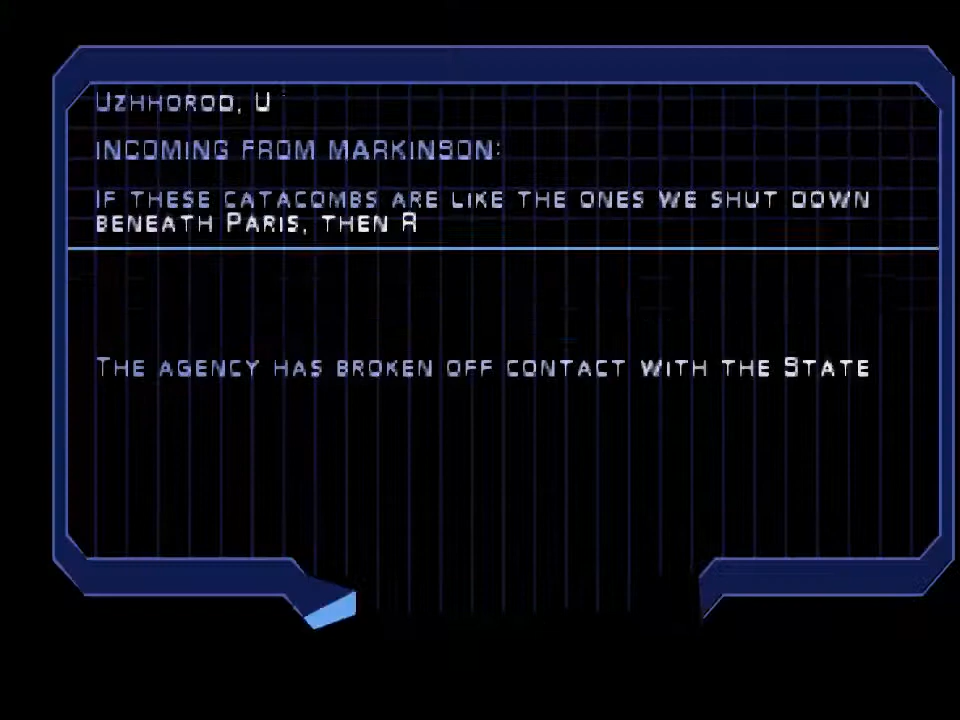 Uzhhorod, U
INCOMING FROM MARKINSON:
If these catacombs are like the ones we shut down
beneath Paris, then R
The agency has broken off contact with the State